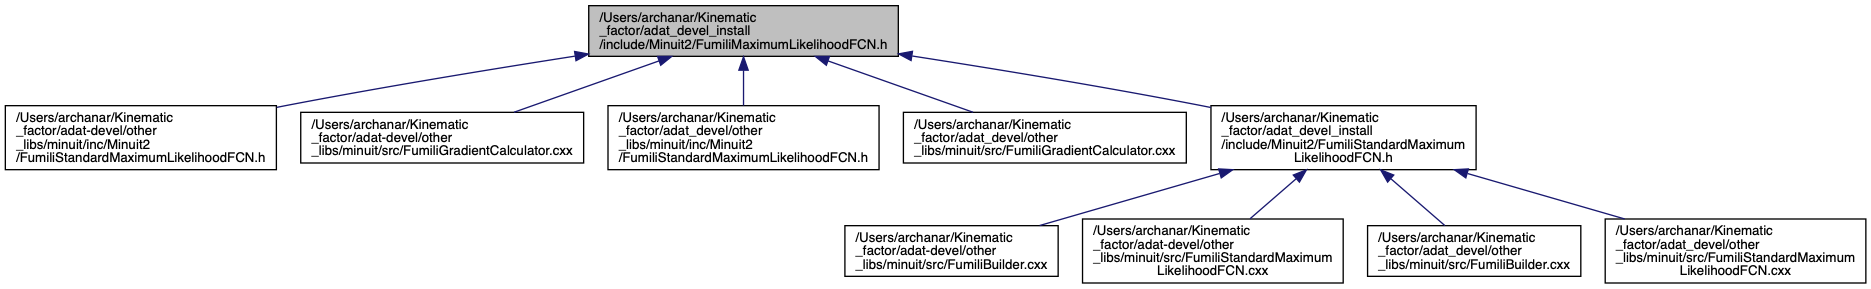 /Users/archanar/Kinematic
_factor/adat_devel_install
/include/Minuit2/FumiliMaximumLikelihoodFCN.h
/Users/archanar/Kinematic
_factor/adat-devel/other
_libs/minuit/inc/Minuit2
/FumiliStandardMaximumLikelihoodFCN.h
/Users/archanar/Kinematic
_factor/adat-devel/other
_libs/minuit/src/FumiliGradientCalculator.cxx
/Users/archanar/Kinematic
_factor/adat_devel/other
_libs/minuit/inc/Minuit2
/FumiliStandardMaximumLikelihoodFCN.h
/Users/archanar/Kinematic
_factor/adat_devel/other
_libs/minuit/src/FumiliGradientCalculator.cxx
/Users/archanar/Kinematic
_factor/adat_devel_install
/include/Minuit2/FumiliStandardMaximum
LikelihoodFCN.h
/Users/archanar/Kinematic
_factor/adat-devel/other
_libs/minuit/src/FumiliBuilder.cxx
/Users/archanar/Kinematic
_factor/adat-devel/other
_libs/minuit/src/FumiliStandardMaximum
LikelihoodFCN.cxx
/Users/archanar/Kinematic
_factor/adat_devel/other
_libs/minuit/src/FumiliBuilder.cxx
/Users/archanar/Kinematic
_factor/adat_devel/other
_libs/minuit/src/FumiliStandardMaximum
LikelihoodFCN.cxx